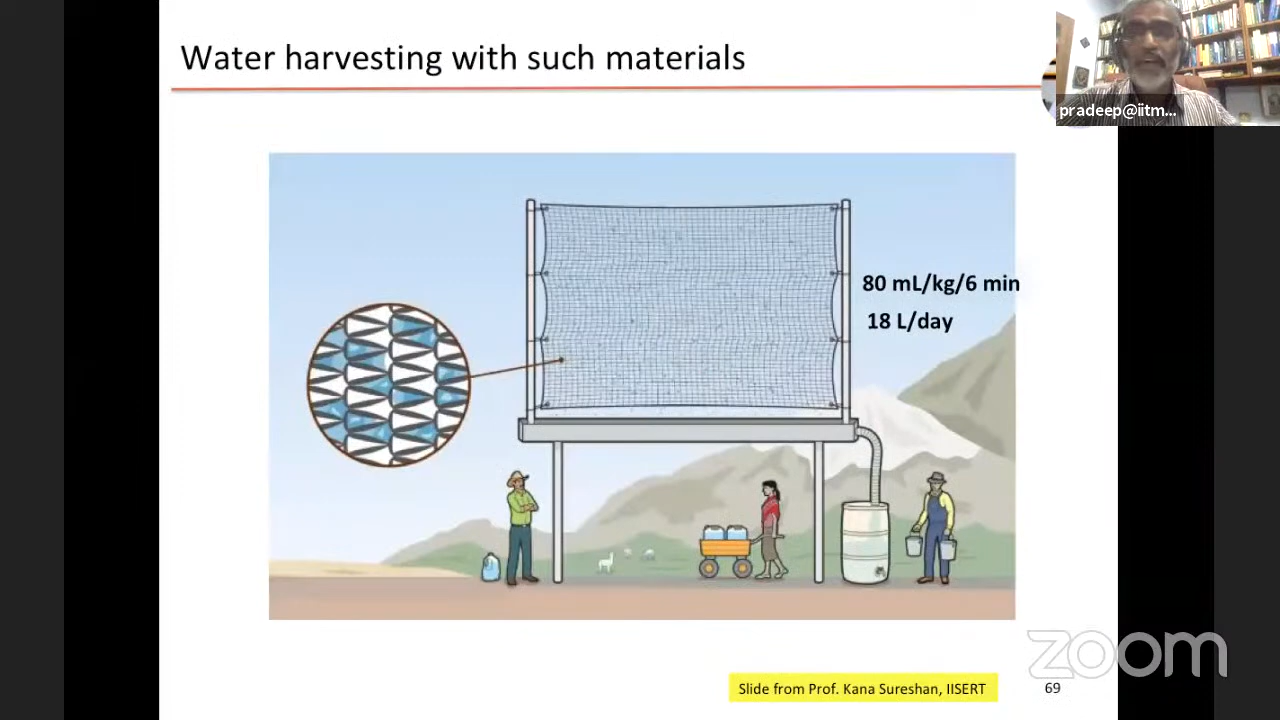 Water harvesting with such materials
pradeep@iitm...
80 mL/kg/6 min
18 L/day
zoom
Slide from Prof. Kana Sureshan, IISERT
69